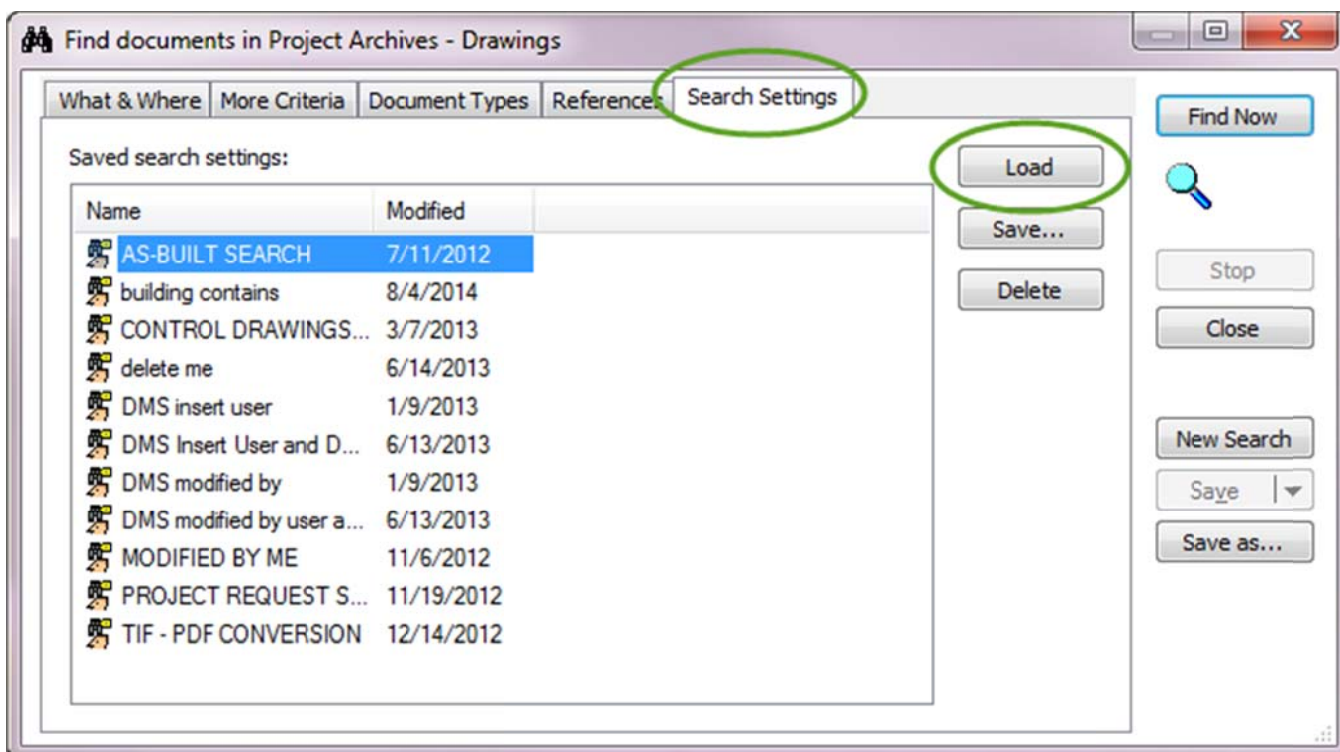 Find documents in Project Archives - Drawings
What & Where More Criteria Document Types References Search Settings
Saved search settings:
Name Modified
AS-BUILT SEARCH 7/11/2012
building contains 8/4/2014
CONTROL DRAWINGS... 3/7/2013
delete me 6/14/2013
DMS insert user 1/9/2013
DMS Insert User and D... 6/13/2013
DMS modified by 1/9/2013
DMS modified by user a... 6/13/2013
MODIFIED BY ME 11/6/2012
PROJECT REQUEST S... 11/19/2012
TIF - PDF CONVERSION 12/14/2012
Load
Save...
Delete
Find Now
Stop
Close
New Search
Save
Save as...